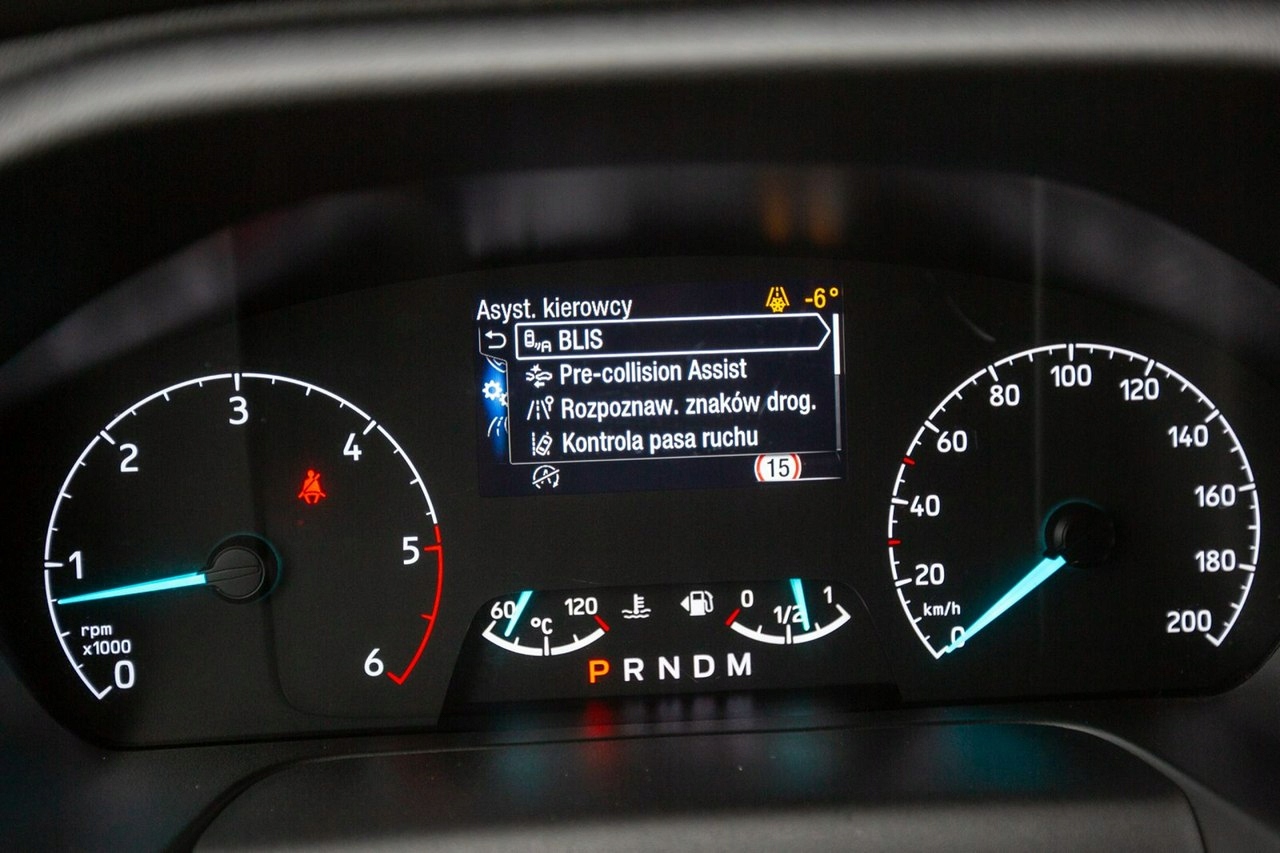 Asyst. kierowcy -6°
BLIS
Pre-collision Assist
Rozpoznaw. znaków drog.
Kontrola pasa ruchu
15
0
1
2
3
4
5
6
rpm
x1000
60 °C 120
0 1/2 1
P R N D M
0
20
40
60
80
100
120
140
160
180
200
km/h